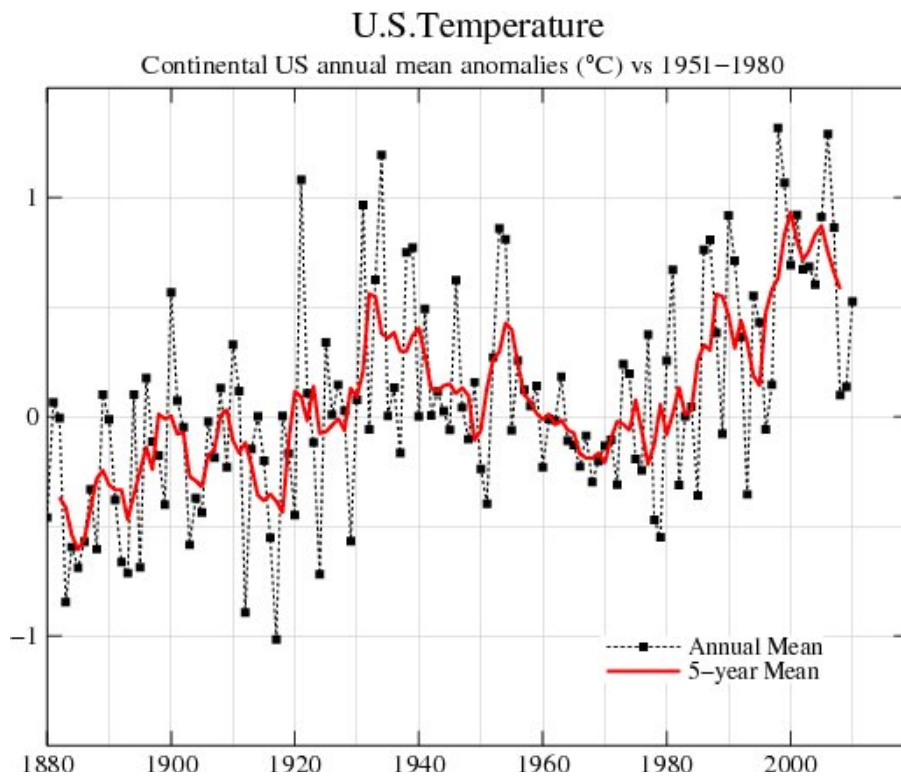 U.S.Temperature
Continental US annual mean anomalies (°C) vs 1951−1980
1
0
−1
Annual Mean
5−year Mean
1880 1900 1920 1940 1960 1980 2000